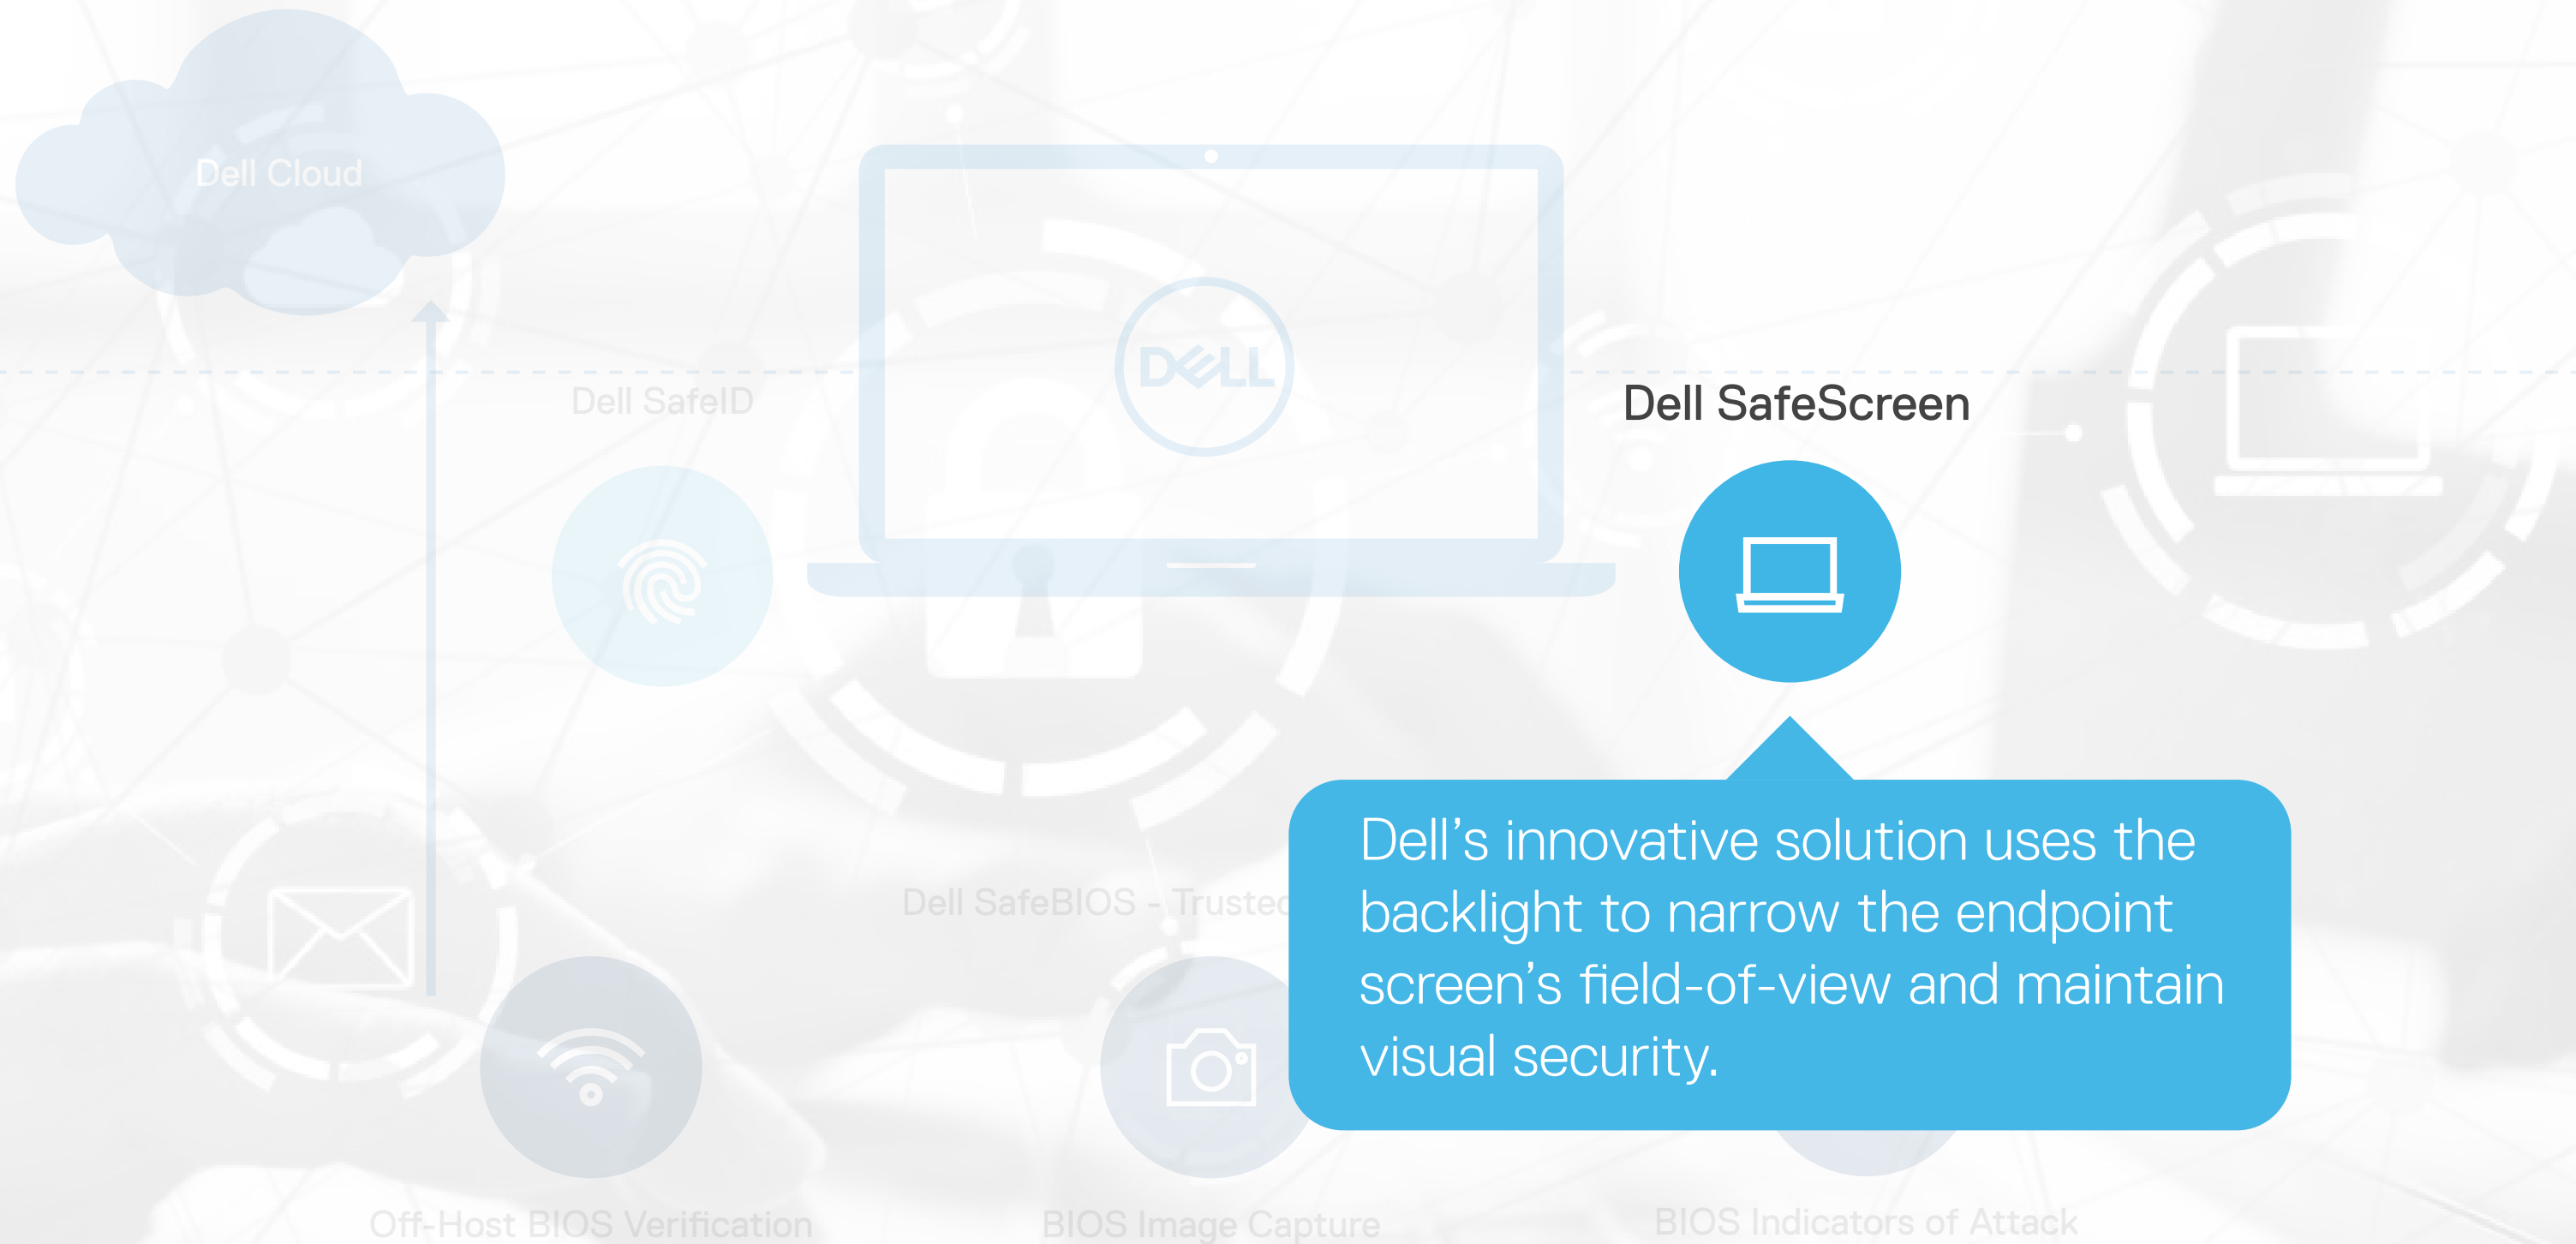 Dell Cloud
DELL
Dell SafeID
Dell SafeScreen
Dell's innovative solution uses the
backlight to narrow the endpoint
screen's field-of-view and maintain
visual security.
Dell SafeBIOS - Trusted
Off-Host BIOS Verification
BIOS Image Capture
BIOS Indicators of Attack